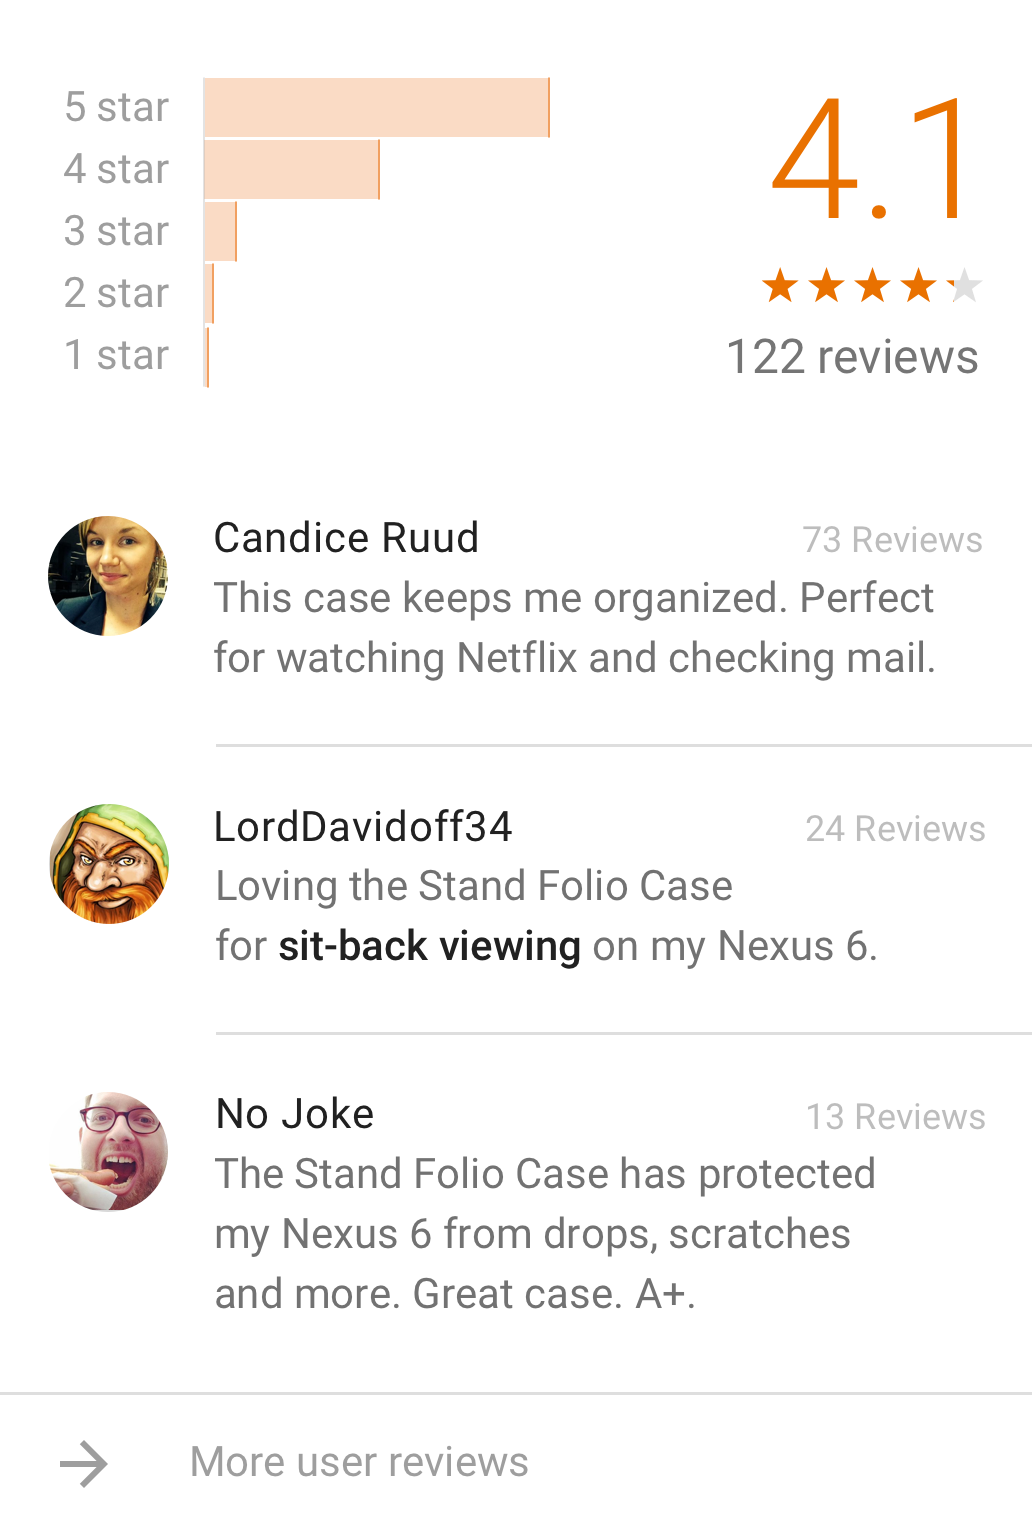 5 star
4 star
3 star
2 star
1 star
4.1
122 reviews
Candice Ruud
73 Reviews
This case keeps me organized. Perfect
for watching Netflix and checking mail.
LordDavidoff34
24 Reviews
Loving the Stand Folio Case
for sit-back viewing on my Nexus 6.
No Joke
13 Reviews
The Stand Folio Case has protected
my Nexus 6 from drops, scratches
and more. Great case. A+.
More user reviews